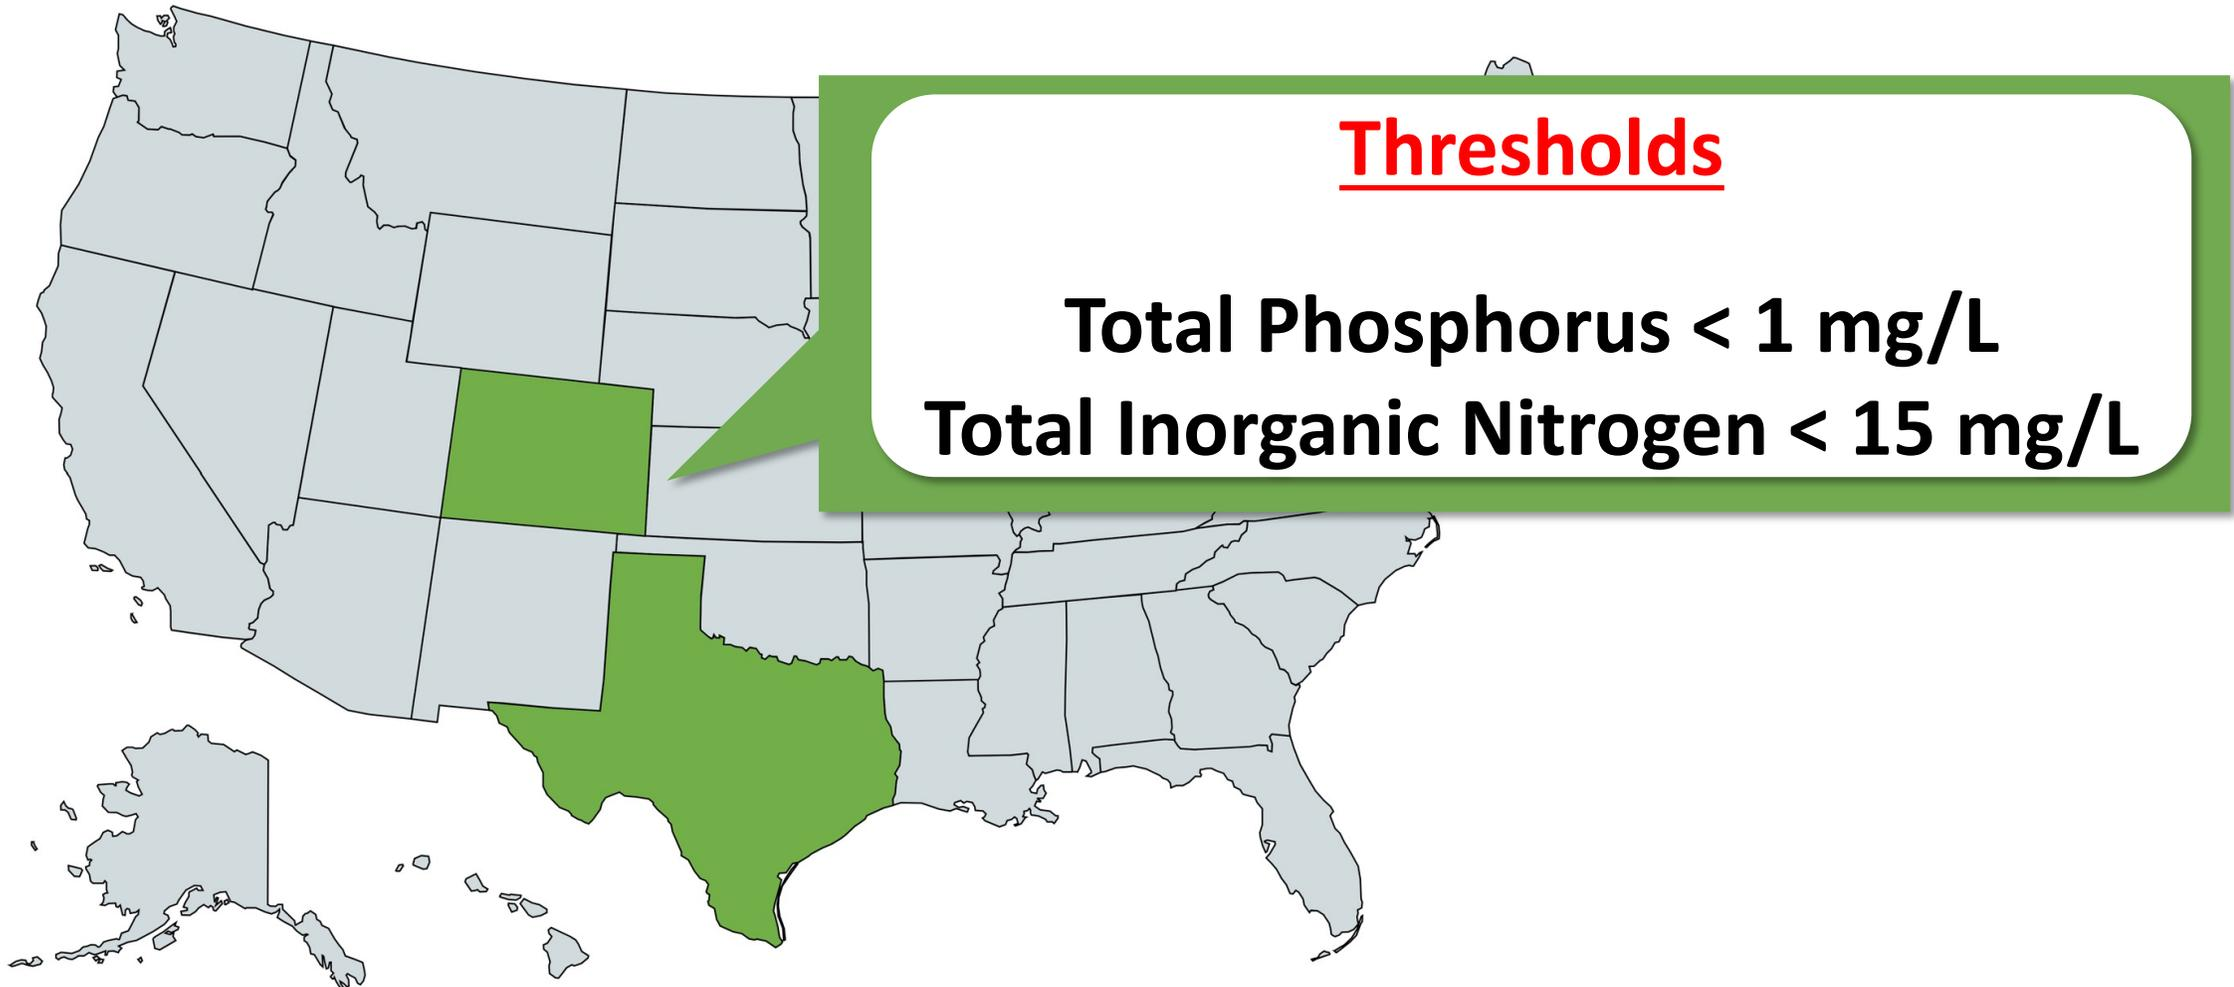 Thresholds
Total Phosphorus < 1 mg/L
Total Inorganic Nitrogen < 15 mg/L